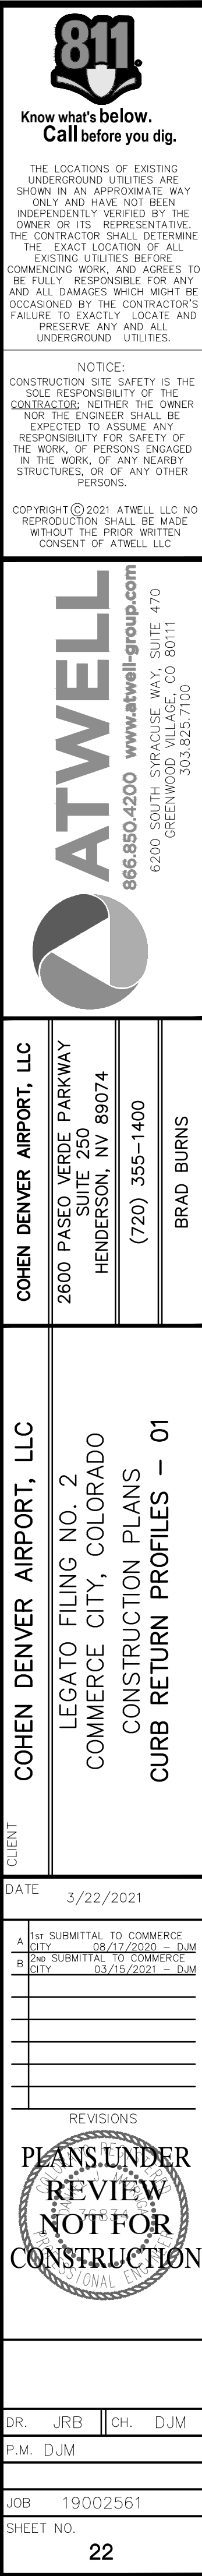 811
Know what's below.
Call before you dig.
THE LOCATIONS OF EXISTING
UNDERGROUND UTILITIES ARE
SHOWN IN AN APPROXIMATE WAY
ONLY AND HAVE NOT BEEN
INDEPENDENTLY VERIFIED BY THE
OWNER OR ITS REPRESENTATIVE.
THE CONTRACTOR SHALL DETERMINE
THE EXACT LOCATION OF ALL
EXISTING UTILITIES BEFORE
COMMENCING WORK, AND AGREES TO
BE FULLY RESPONSIBLE FOR ANY
AND ALL DAMAGES WHICH MIGHT BE
OCCASIONED BY THE CONTRACTOR'S
FAILURE TO EXACTLY LOCATE AND
PRESERVE ANY AND ALL
UNDERGROUND UTILITIES.
NOTICE:
CONSTRUCTION SITE SAFETY IS THE
SOLE RESPONSIBILITY OF THE
CONTRACTOR; NEITHER THE OWNER
NOR THE ENGINEER SHALL BE
EXPECTED TO ASSUME ANY
RESPONSIBILITY FOR SAFETY OF
THE WORK, OF PERSONS ENGAGED
IN THE WORK, OF ANY NEARBY
STRUCTURES, OR OF ANY OTHER
PERSONS.
COPYRIGHT © 2021 ATWELL LLC NO
REPRODUCTION SHALL BE MADE
WITHOUT THE PRIOR WRITTEN
CONSENT OF ATWELL LLC
ATWELL
866.850.4200 www.atwell-group.com
6200 SOUTH SYRACUSE WAY, SUITE 470
GREENWOOD VILLAGE, CO 80111
303.825.7100
COHEN DENVER AIRPORT, LLC
2600 PASEO VERDE PARKWAY
SUITE 250
HENDERSON, NV 89074
(720) 355-1400
BRAD BURNS
CLIENT
COHEN DENVER AIRPORT, LLC
LEGATO FILING NO. 2
COMMERCE CITY, COLORADO
CONSTRUCTION PLANS
CURB RETURN PROFILES - 01
DATE
3/22/2021
A 1ST SUBMITTAL TO COMMERCE
CITY 08/17/2020 - DJM
B 2ND SUBMITTAL TO COMMERCE
CITY 03/15/2021 - DJM
REVISIONS
PLANS UNDER
REVIEW
NOT FOR
CONSTRUCTION
DR. JRB CH. DJM
P.M. DJM
JOB 19002561
SHEET NO.
22